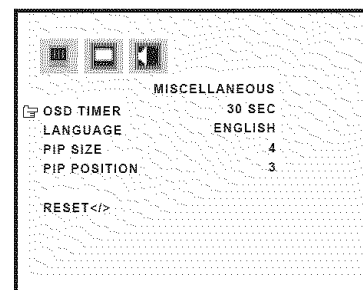 MISCELLANEOUS
OSD TIMER 30 SEC
LANGUAGE ENGLISH
PIP SIZE 4
PIP POSITION 3
RESET</>